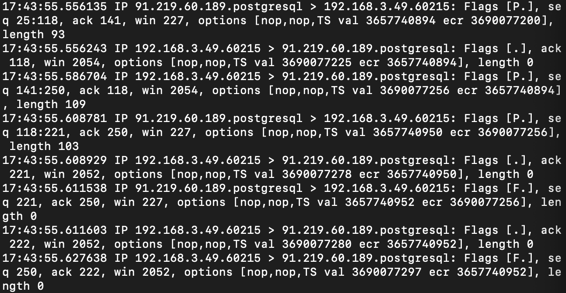 17:43:55.556135 IP 91.219.60.189.postgresql > 192.168.3.49.60215: Flags [P.], se
q 25:118, ack 141, win 227, options [nop,nop,TS val 3657740894 ecr 3690077200],
length 93
17:43:55.556243 IP 192.168.3.49.60215 > 91.219.60.189.postgresql: Flags [.], ack
 118, win 2054, options [nop,nop,TS val 3690077225 ecr 3657740894], length 0
17:43:55.586704 IP 192.168.3.49.60215 > 91.219.60.189.postgresql: Flags [P.], se
q 141:250, ack 118, win 2054, options [nop,nop,TS val 3690077256 ecr 3657740894]
, length 109
17:43:55.608781 IP 91.219.60.189.postgresql > 192.168.3.49.60215: Flags [P.], se
q 118:221, ack 250, win 227, options [nop,nop,TS val 3657740950 ecr 3690077256],
 length 103
17:43:55.608929 IP 192.168.3.49.60215 > 91.219.60.189.postgresql: Flags [.], ack
 221, win 2052, options [nop,nop,TS val 3690077278 ecr 3657740950], length 0
17:43:55.611538 IP 91.219.60.189.postgresql > 192.168.3.49.60215: Flags [F.], se
q 221, ack 250, win 227, options [nop,nop,TS val 3657740952 ecr 3690077256], len
gth 0
17:43:55.611603 IP 192.168.3.49.60215 > 91.219.60.189.postgresql: Flags [.], ack
 222, win 2052, options [nop,nop,TS val 3690077280 ecr 3657740952], length 0
17:43:55.627638 IP 192.168.3.49.60215 > 91.219.60.189.postgresql: Flags [F.], se
q 250, ack 222, win 2052, options [nop,nop,TS val 3690077297 ecr 3657740952], le
ngth 0